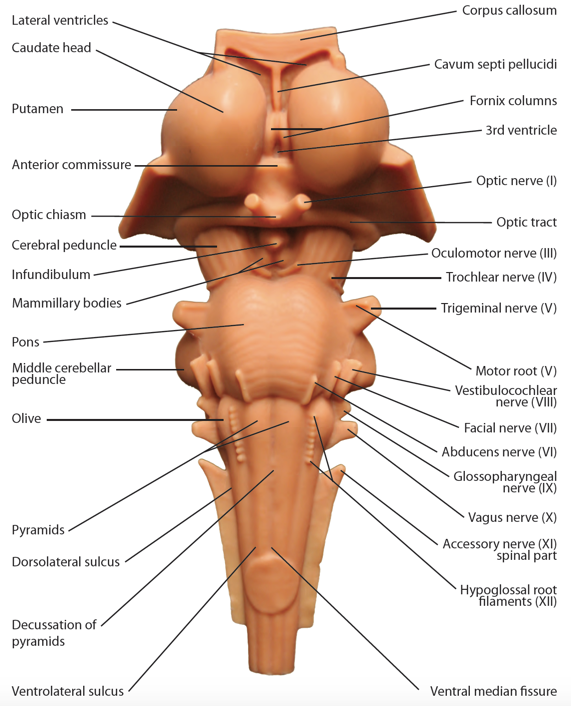 Lateral ventricles
Caudate head
Putamen
Anterior commissure
Optic chiasm
Cerebral peduncle
Infundibulum
Mammillary bodies
Pons
Middle cerebellar
peduncle
Olive
Pyramids
Dorsolateral sulcus
Decussation of
pyramids
Ventrolateral sulcus
Corpus callosum
Cavum septi pellucidi
Fornix columns
3rd ventricle
Optic nerve (I)
Optic tract
Oculomotor nerve (III)
Trochlear nerve (IV)
Trigeminal nerve (V)
Motor root (V)
Vestibulocochlear
nerve (VIII)
Facial nerve (VII)
Abducens nerve (VI)
Glossopharyngeal
nerve (IX)
Vagus nerve (X)
Accessory nerve (XI)
spinal part
Hypoglossal root
filaments (XII)
Ventral median fissure